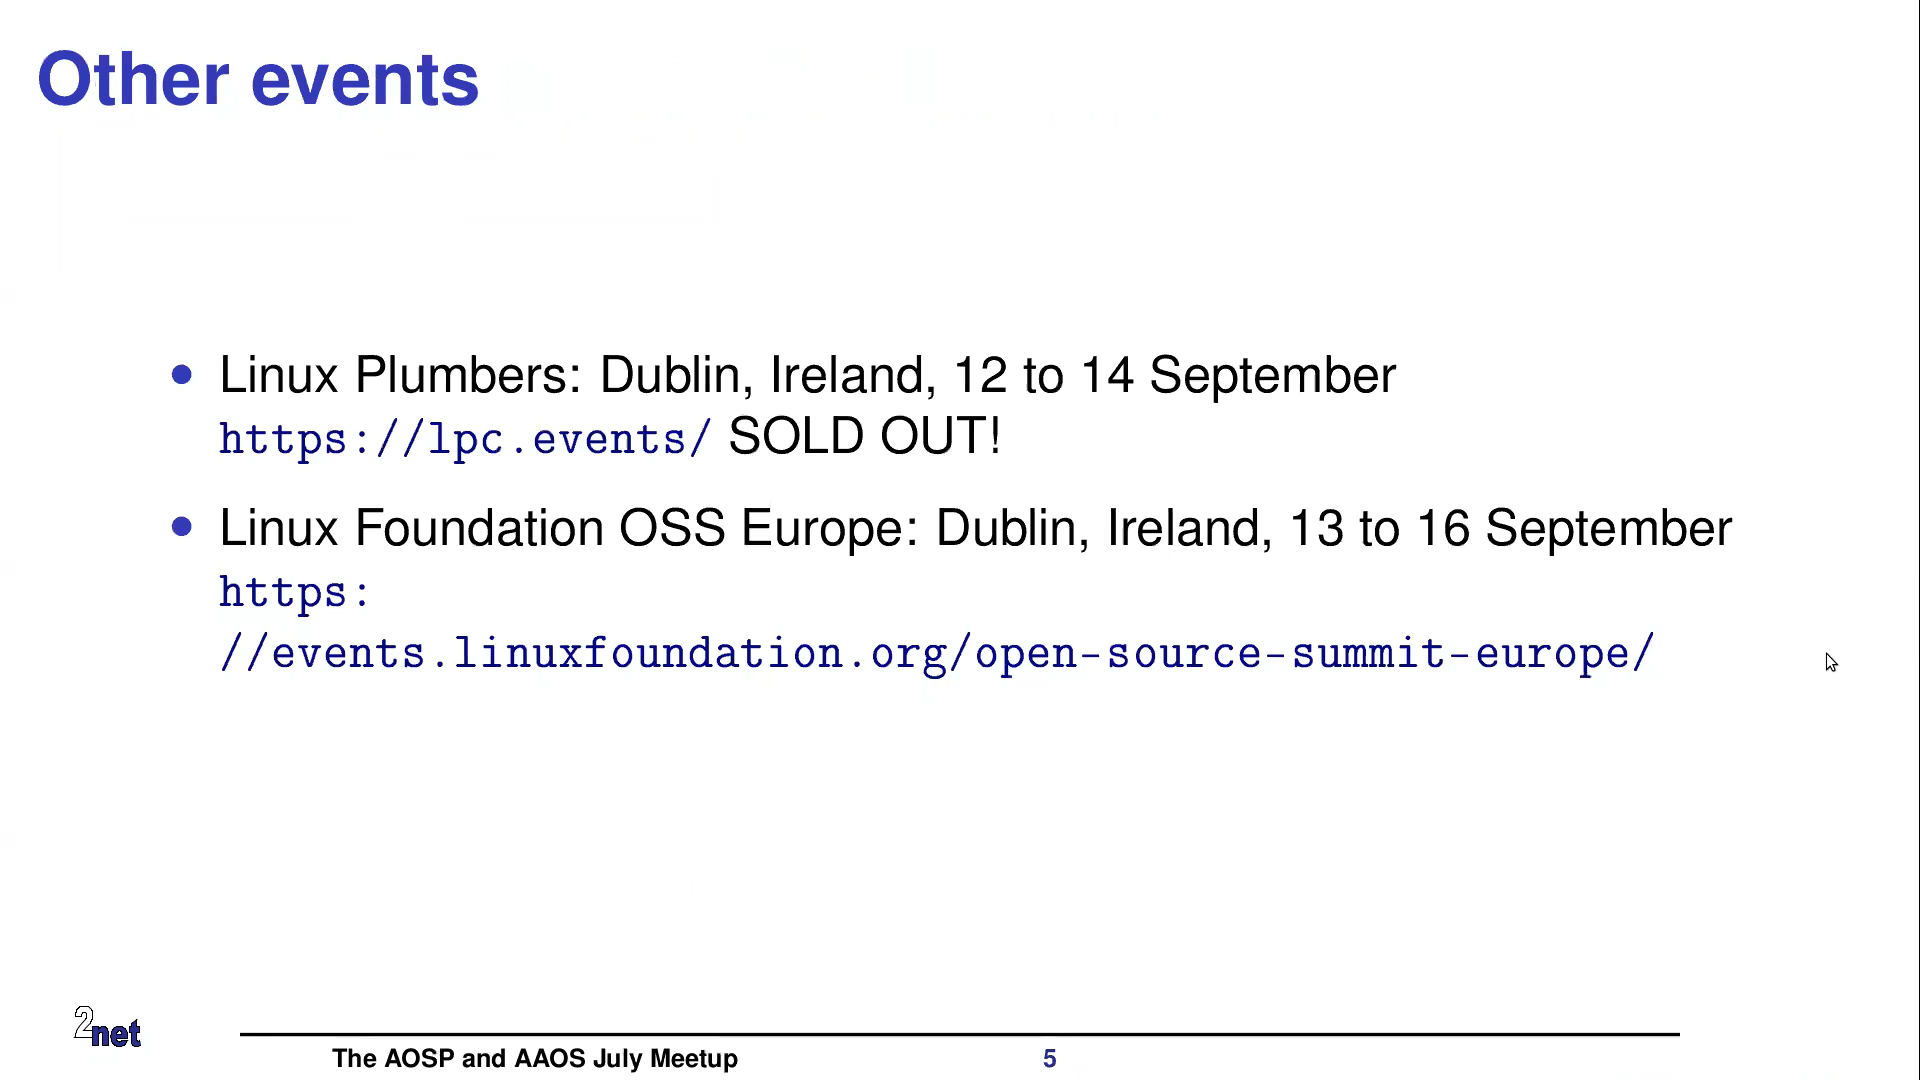 Other events
• Linux Plumbers: Dublin, Ireland, 12 to 14 September
https://lpc.events/ SOLD OUT!
• Linux Foundation OSS Europe: Dublin, Ireland, 13 to 16 September
https:
//events.linuxfoundation.org/open-source-summit-europe/
2net
The AOSP and AAOS July Meetup 5